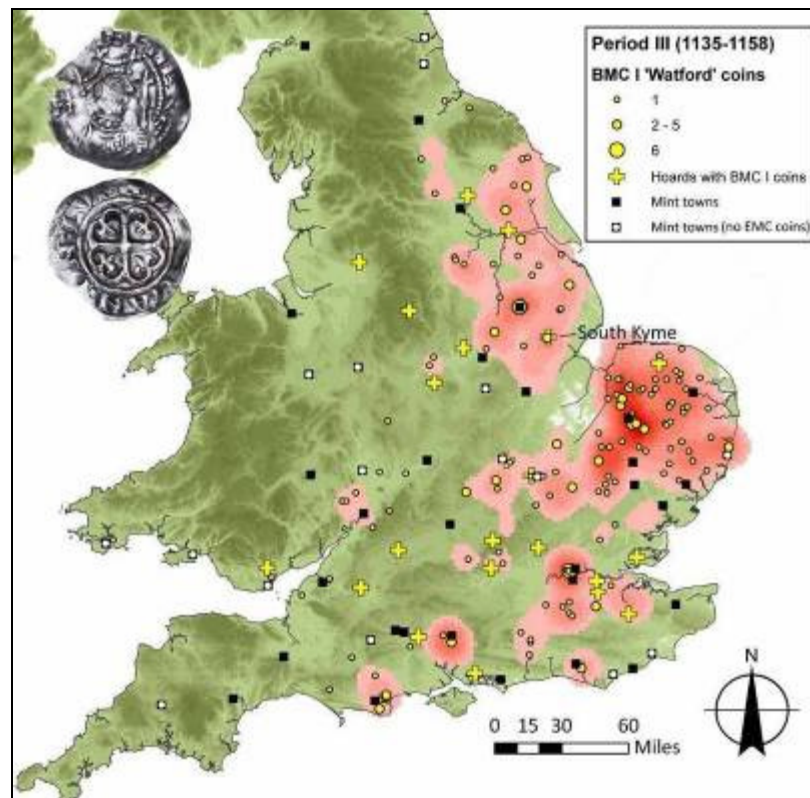 Period III (1135-1158)
BMC I 'Watford' coins
1
2 - 5
6
Hoards with BMC I coins
Mint towns
Mint towns (no EMC coins)
South Kyme
N
0 15 30 60
Miles